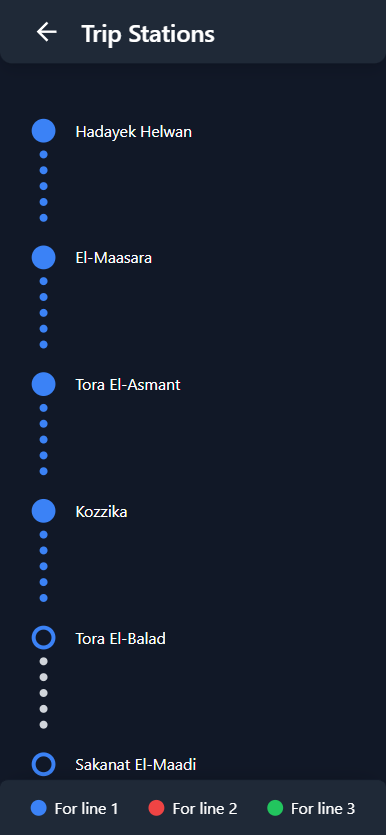 Trip Stations
Hadayek Helwan
El-Maasara
Tora El-Asmant
Kozzika
Tora El-Balad
Sakanat El-Maadi
For line 1 For line 2 For line 3